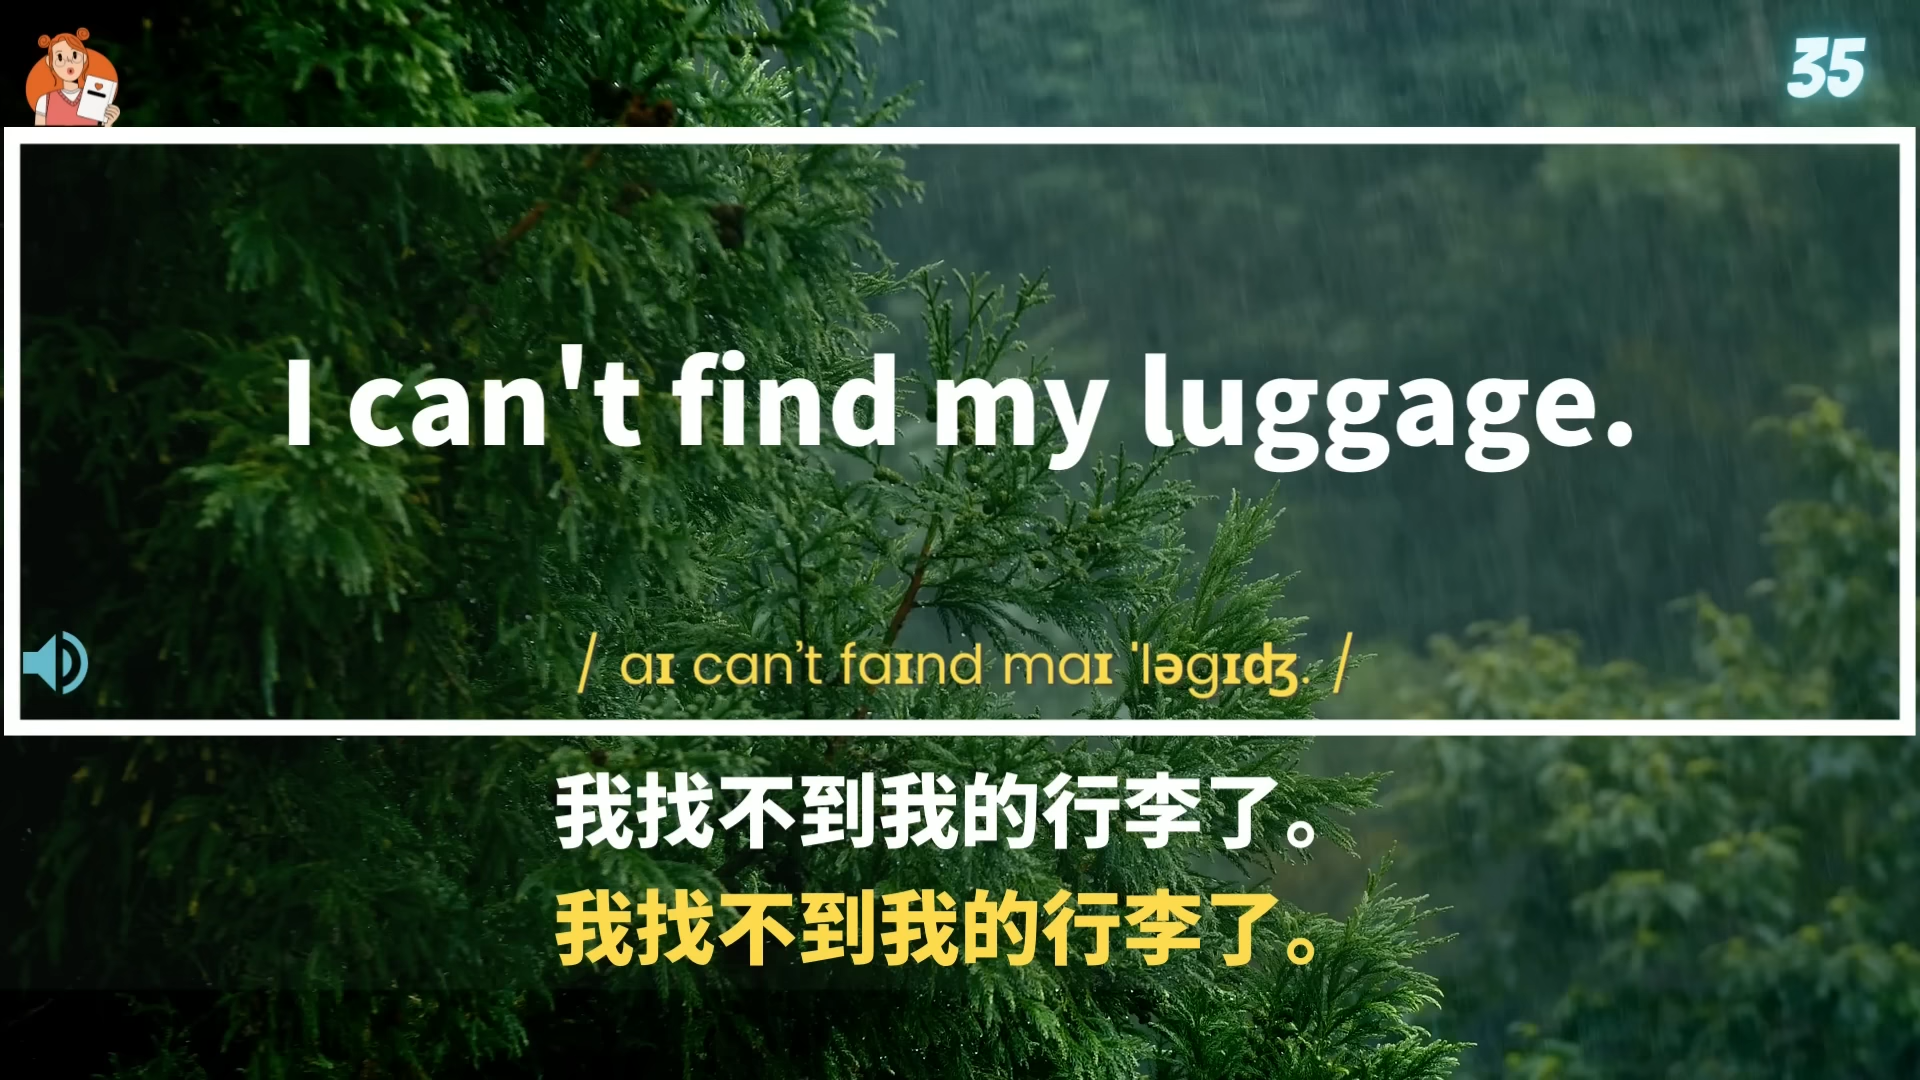 35
I can't find my luggage.
/ aɪ can’t faɪnd maɪ ˈləgɪʤ. /
我找不到我的行李了。
我找不到我的行李了。